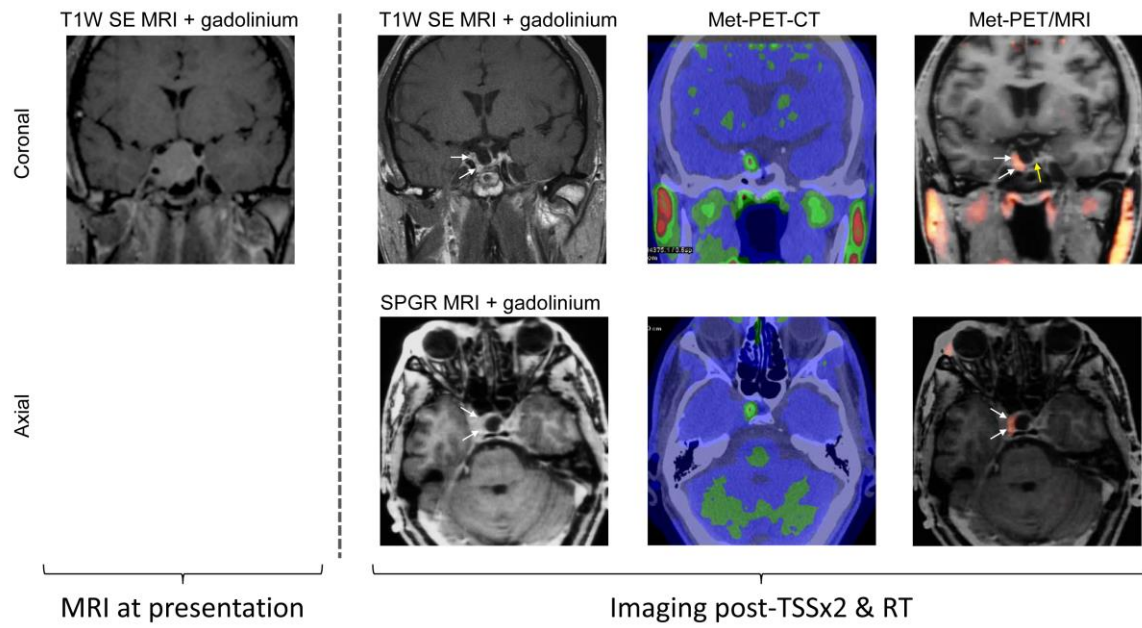 T1W SE MRI + gadolinium
T1W SE MRI + gadolinium
Met-PET-CT
Met-PET/MRI
Coronal
SPGR MRI + gadolinium
Axial
MRI at presentation
Imaging post-TSSx2 & RT